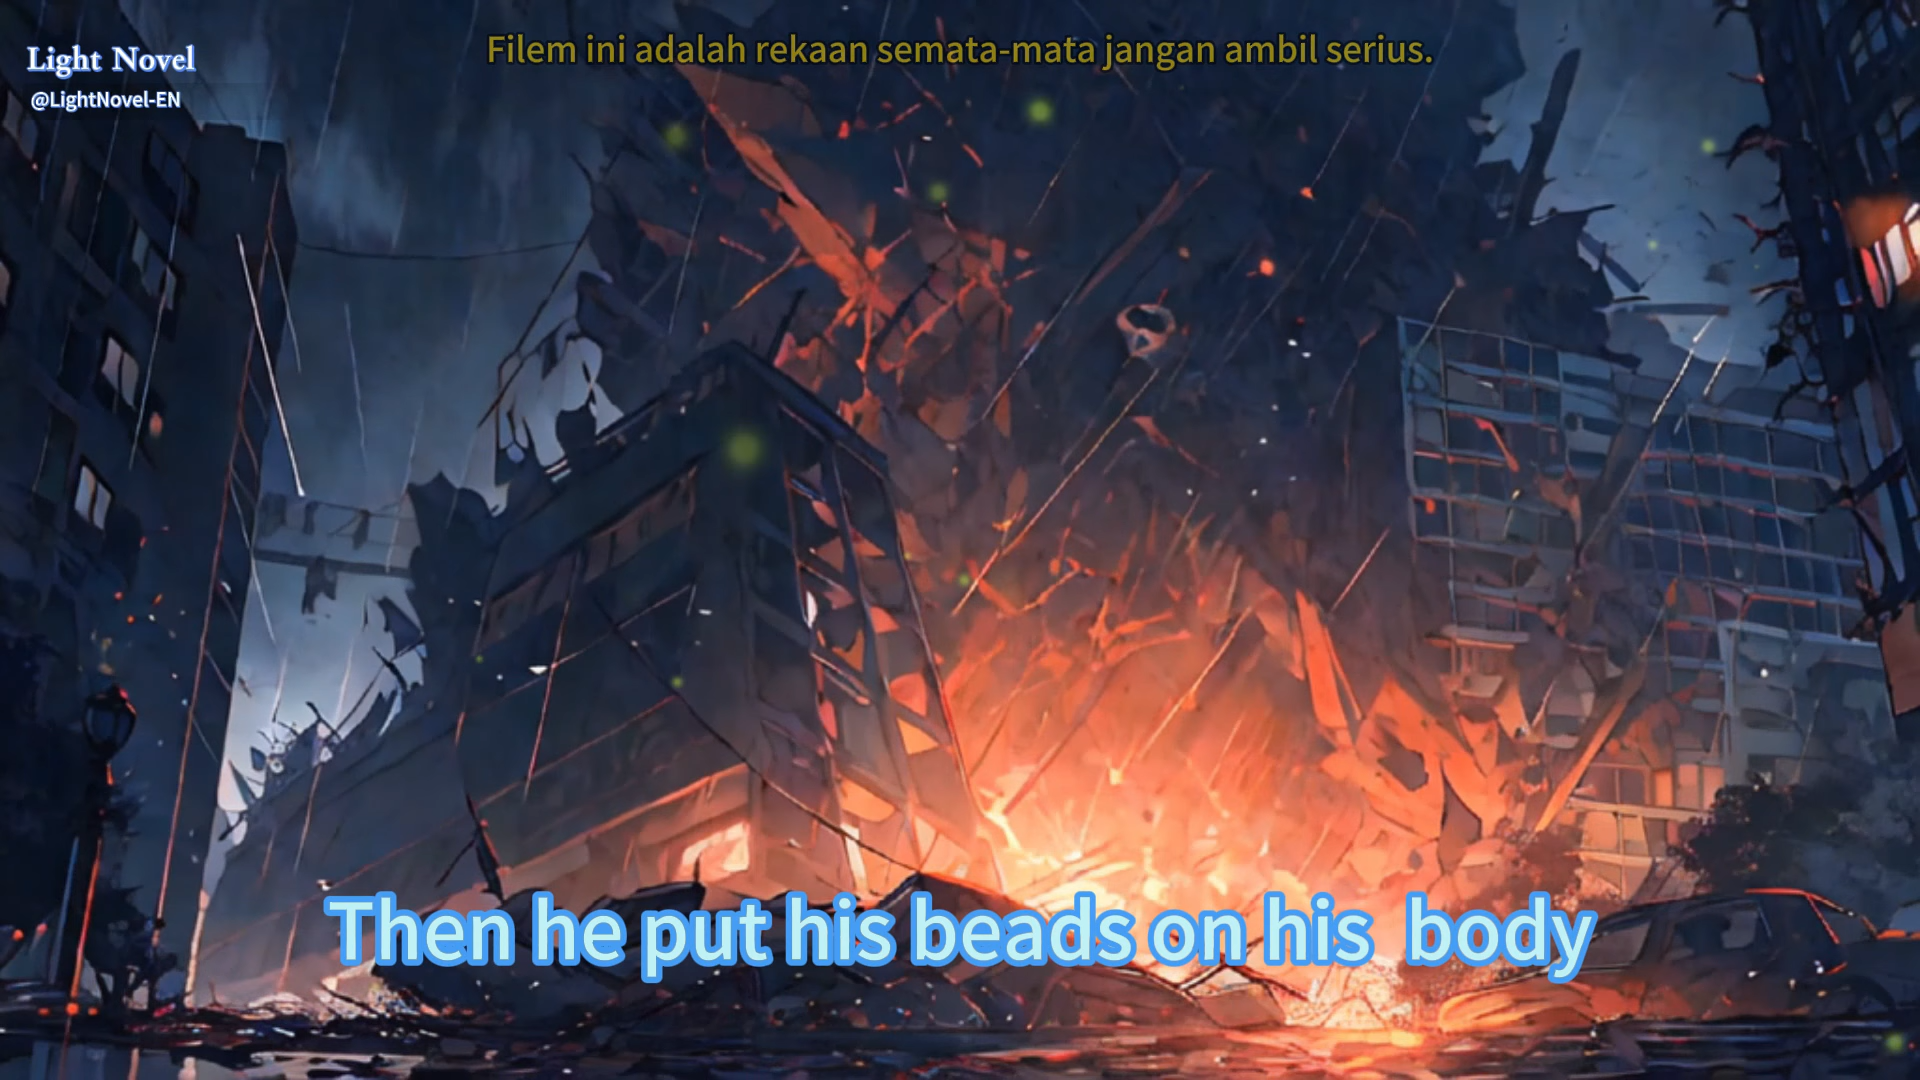 Filem ini adalah rekaan semata-mata jangan ambil serius.
Light Novel
@LightNovel-EN
Then he put his beads on his body